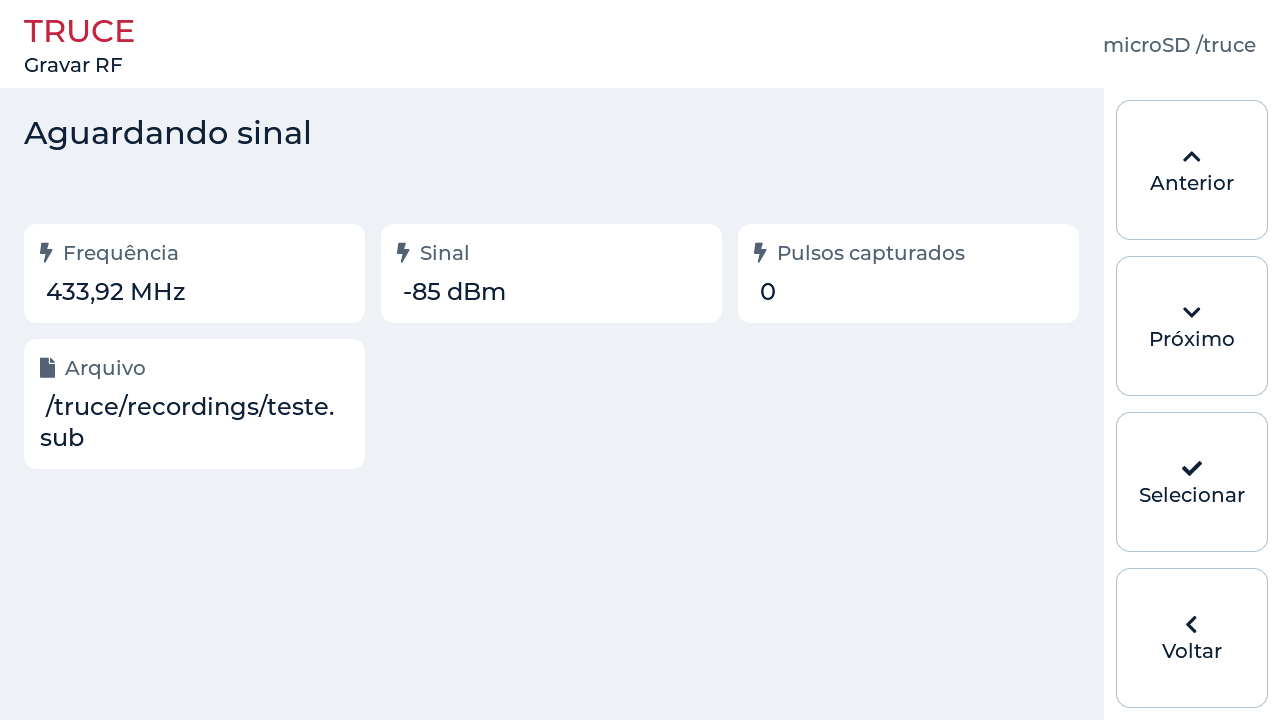 TRUCE
Gravar RF
microSD /truce
Aguardando sinal
Frequência
433,92 MHz
Sinal
-85 dBm
Pulsos capturados
0
Arquivo
/truce/recordings/teste.
sub
Anterior
Próximo
Selecionar
Voltar